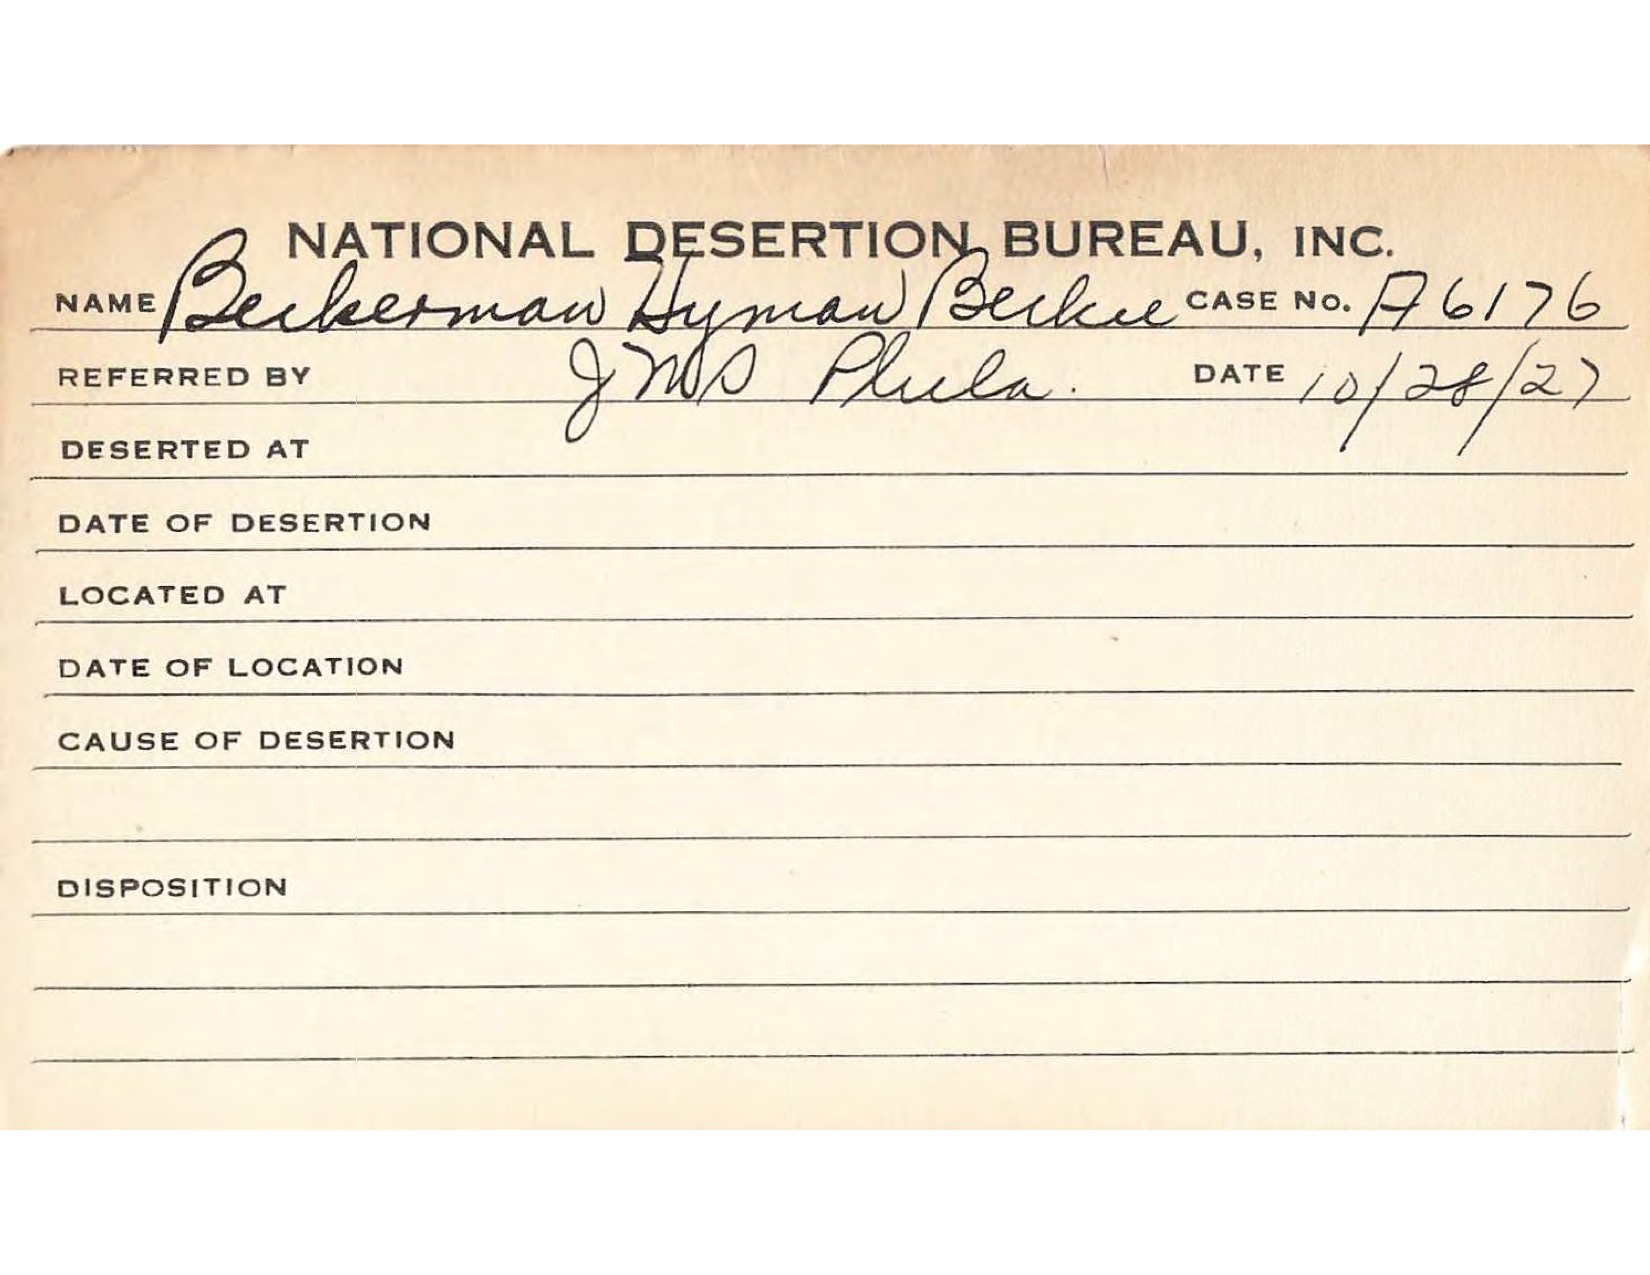 NATIONAL DESERTION BUREAU, INC.
NAME Beckerman Hyman Beckie CASE NO. A6176
REFERRED BY JWS Phila. DATE 10/28/27
DESERTED AT
DATE OF DESERTION
LOCATED AT
DATE OF LOCATION
CAUSE OF DESERTION
DISPOSITION